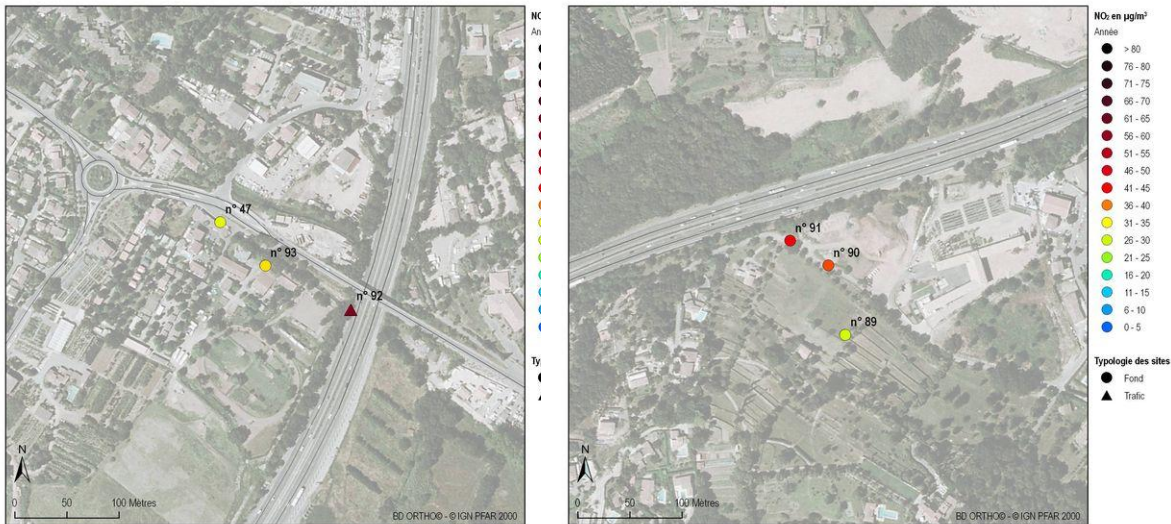 n° 47
n° 93
n° 92
N
0 50 100 Mètres
BD ORTHO© - © IGN PFAR 2000
NO
Ann
Typ
n° 91
n° 90
n° 89
N
0 50 100 Mètres
BD ORTHO© - © IGN PFAR 2000
NO₂ en µg/m³
Année
> 80
76 - 80
71 - 75
66 - 70
61 - 65
56 - 60
51 - 55
46 - 50
41 - 45
36 - 40
31 - 35
26 - 30
21 - 25
16 - 20
11 - 15
6 - 10
0 - 5
Typologie des sites
Fond
Trafic